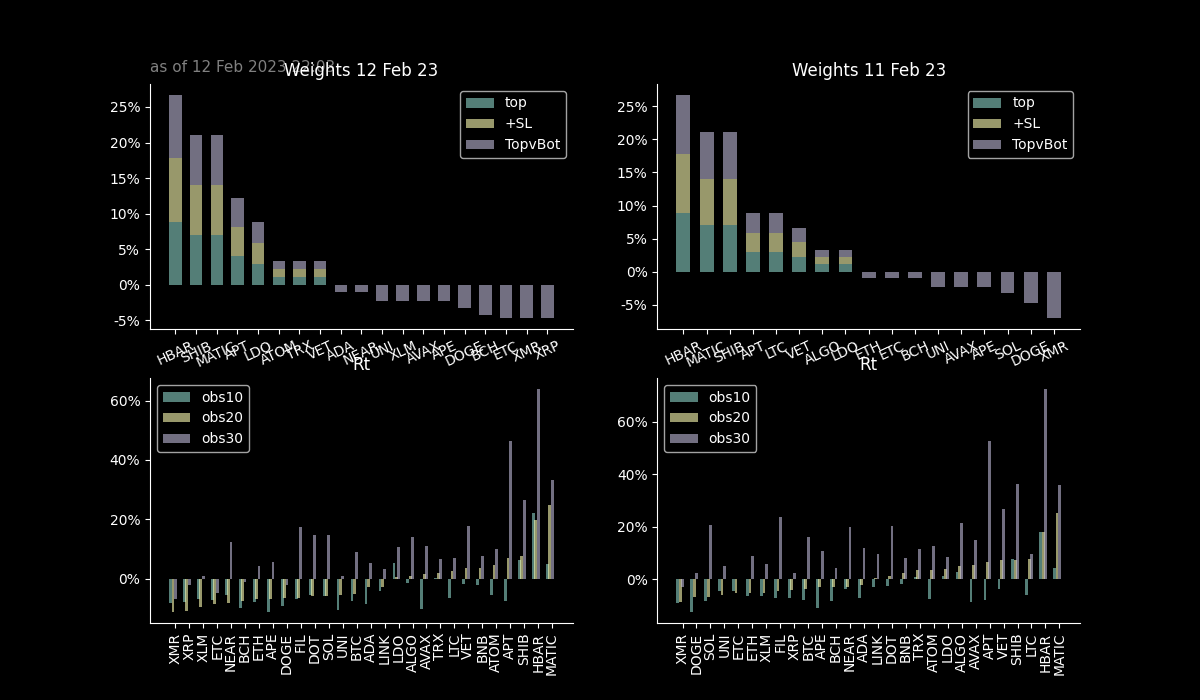 as of 12 Feb 2023
Weights 12 Feb 23
Weights 11 Feb 23
25%
20%
15%
10%
5%
0%
-5%
top
+SL
TopvBot
HBAR SHIB MATIC APT LDO ATOM TRX VET ADA NEAR UNI XLM AVAX APE DOGE BCH ETC XMR XRP
25%
20%
15%
10%
5%
0%
-5%
top
+SL
TopvBot
HBAR MATIC SHIB APT LTC VET ALGO LDO ETH ETC BCH UNI AVAX APE SOL DOGE XMR
Rt
60%
40%
20%
0%
obs10
obs20
obs30
XMR XRP XLM ETC NEAR BCH ETH APE DOGE FIL DOT SOL UNI BTC ADA LINK LDO ALGO AVAX TRX LTC VET BNB ATOM APT SHIB HBAR MATIC
Rt
60%
40%
20%
0%
obs10
obs20
obs30
XMR DOGE SOL UNI ETC ETH XLM FIL XRP BTC APE BCH NEAR ADA LINK DOT BNB TRX ATOM LDO ALGO AVAX APT VET SHIB LTC HBAR MATIC